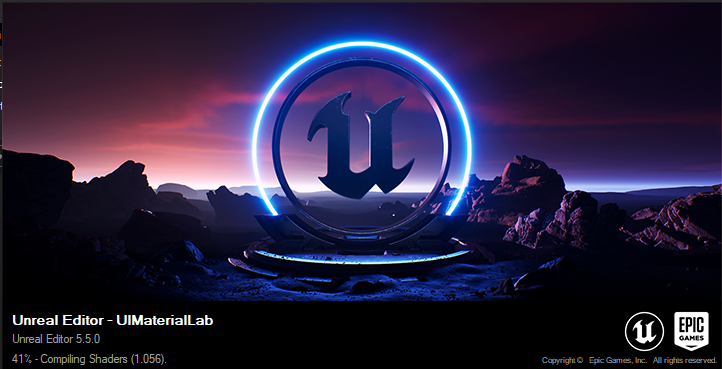 Unreal Editor - UIMaterialLab
Unreal Editor 5.5.0
41% - Compiling Shaders (1.056).
EPIC
GAMES
Copyright © Epic Games, Inc. All rights reserved.